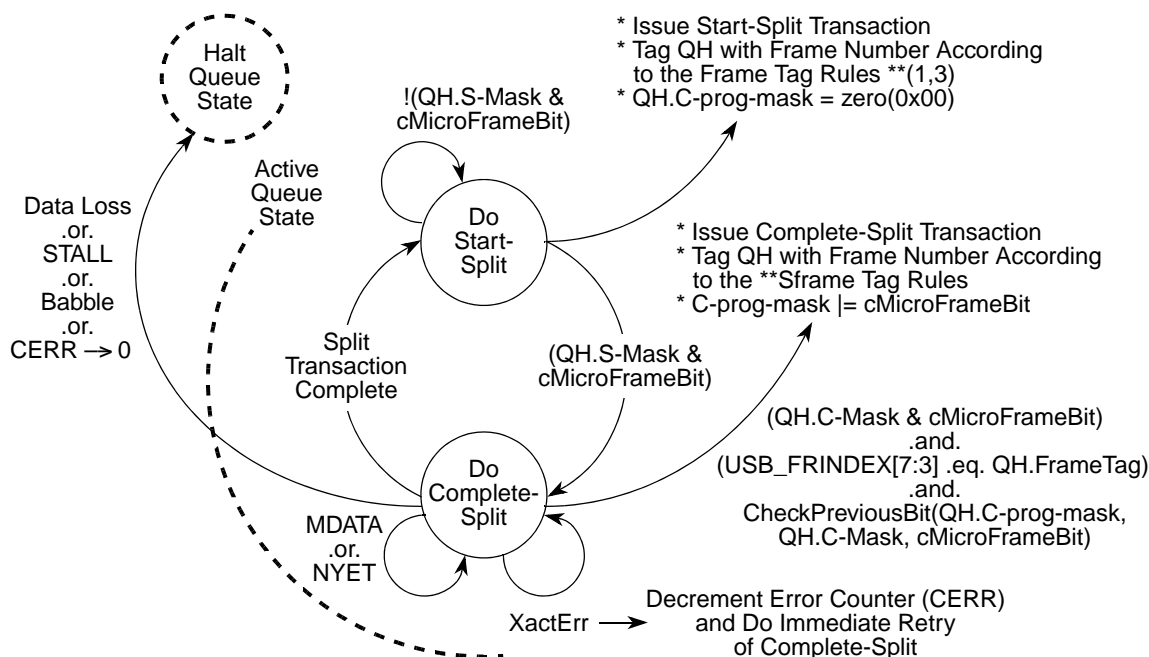 Halt
Queue
State
* Issue Start-Split Transaction
* Tag QH with Frame Number According
to the Frame Tag Rules **(1,3)
* QH.C-prog-mask = zero(0x00)
!(QH.S-Mask &
cMicroFrameBit)
Active
Queue
State
Data Loss
.or.
STALL
.or.
Babble
.or.
CERR → 0
Do
Start-
Split
* Issue Complete-Split Transaction
* Tag QH with Frame Number According
to the **Sframe Tag Rules
* C-prog-mask |= cMicroFrameBit
Split
Transaction
Complete
(QH.S-Mask &
cMicroFrameBit)
(QH.C-Mask & cMicroFrameBit)
.and.
(USB_FRINDEX[7:3] .eq. QH.FrameTag)
.and.
CheckPreviousBit(QH.C-prog-mask,
QH.C-Mask, cMicroFrameBit)
Do
Complete-
Split
MDATA
.or.
NYET
XactErr → Decrement Error Counter (CERR)
and Do Immediate Retry
of Complete-Split